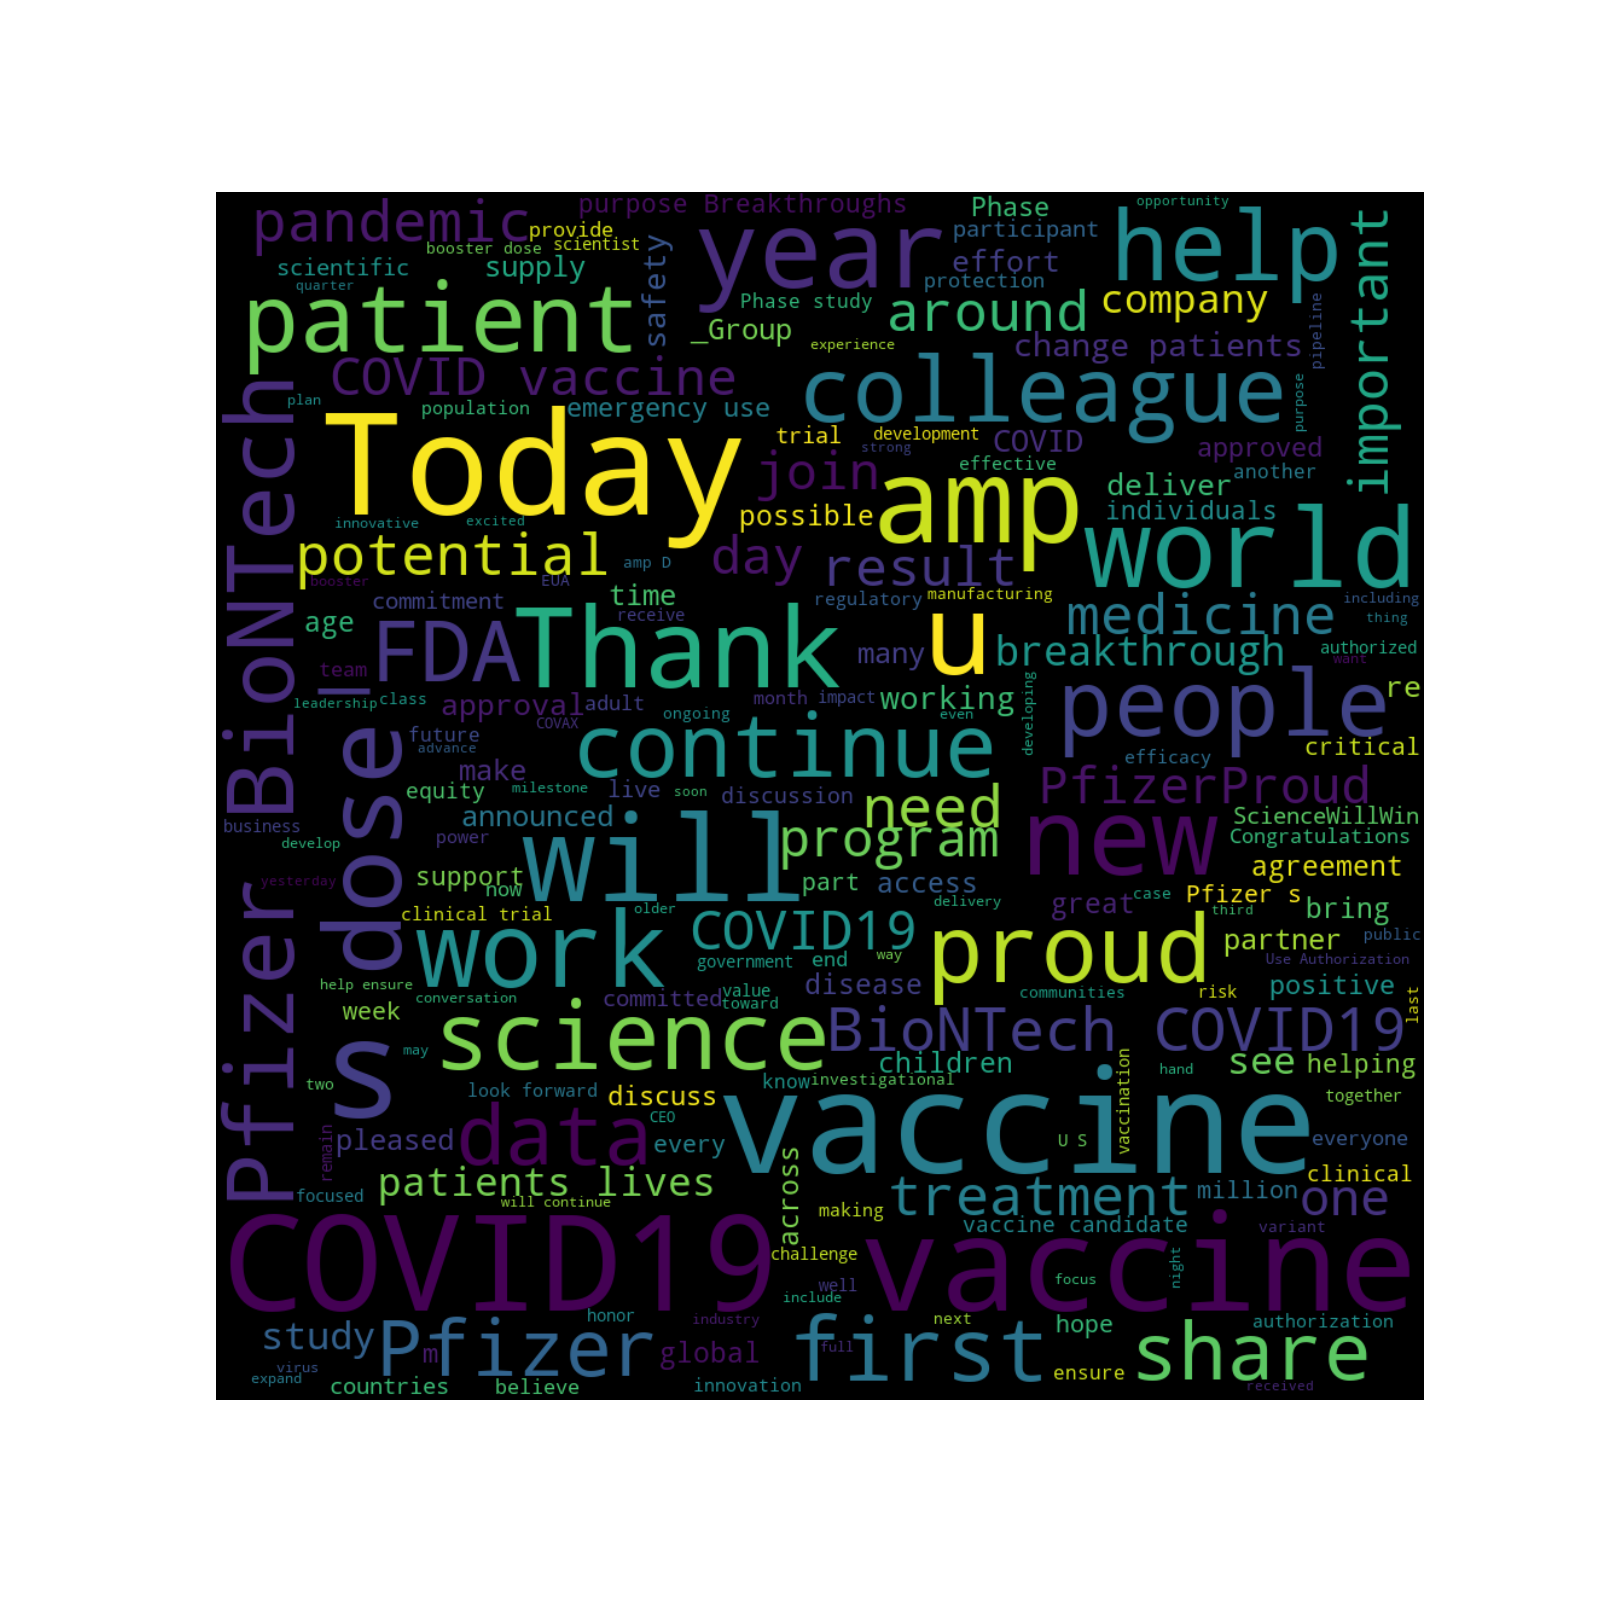 pandemic
purpose Breakthroughs
Phase
opportunity
provide
year
participant
help
important
booster dose
scientist
scientific
supply
safety
effort
quarter
protection
patient
Phase study
around
company
_Group
pipeline
experience
change patients
COVID vaccine
colleague
purpose
plan
population
emergency use
Today
trial
development
COVID
approved
strong
join
effective
another
amp
deliver
innovative
excited
possible
individuals
world
potential
day
result
amp D
booster
EUA
commitment
time
regulatory
manufacturing
including
receive
medicine
thing
age
_FDA
Thank
u
many
breakthrough
authorized
team
want
leadership
class
approval
adult
month
impact
working
people
re
COVAX
ongoing
even
developing
future
continue
critical
advance
efficacy
make
PfizerProud
equity
milestone
live
soon
discussion
need
announced
new
ScienceWillWin
business
power
program
Congratulations
develop
will
agreement
yesterday
support
now
part
access
case
Pfizer s
clinical trial
older
delivery
great
third
bring
work
COVID19
proud
partner
public
government
end
way
Use Authorization
help ensure
conversation
committed
value
disease
communities
risk
positive
last
week
toward
science
BioNTech COVID19
may
children
see
helping
s
dose
Pfizer BioNTech
two
look forward
discuss
know
investigational
hand
together
vaccine
vaccination
CEO
data
pleased
every
U S
everyone
remain
patients lives
across
clinical
focused
will continue
treatment
million
one
making
vaccine candidate
variant
COVID19 vaccine
challenge
night
well
focus
include
honor
industry
next
hope
authorization
study
Pfizer
m
global
first
full
share
virus
expand
ensure
countries
believe
innovation
received